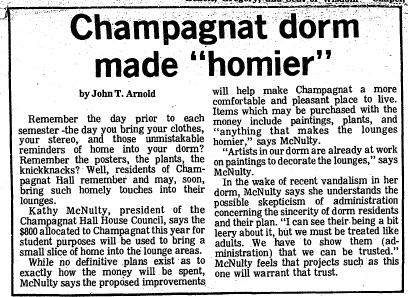 Champagnat dorm
made "homier"
by John T. Arnold
Remember the day prior to each
semester -the day you bring your clothes,
your stereo, and those unmistakable
reminders of home into your dorm?
Remember the posters, the plants, the
knickknacks? Well, residents of Cham-
pagnat Hall remember and may, soon,
bring such homely touches into their
lounges.
Kathy McNulty, president of the
Champagnat Hall House Council, says the
$800 allocated to Champagnat this year for
student purposes will be used to bring a
small slice of home into the lounge areas.
While no definitive plans exist as to
exactly how the money will be spent,
McNulty says the proposed improvements
will help make Champagnat a more
comfortable and pleasant place to live.
Items which may be purchased with the
money include paintings, plants, and
"anything that makes the lounges
homier," says McNulty.
"Artists in our dorm are already at work
on paintings to decorate the lounges," says
McNulty.
In the wake of recent vandalism in her
dorm, McNulty says she understands the
possible skepticism of administration
concerning the sincerity of dorm residents
and their plan. "I can see their being a bit
leery about it, but we must be treated like
adults. We have to show them (ad-
ministration) that we can be trusted."
McNulty feels that projects such as this
one will warrant that trust.